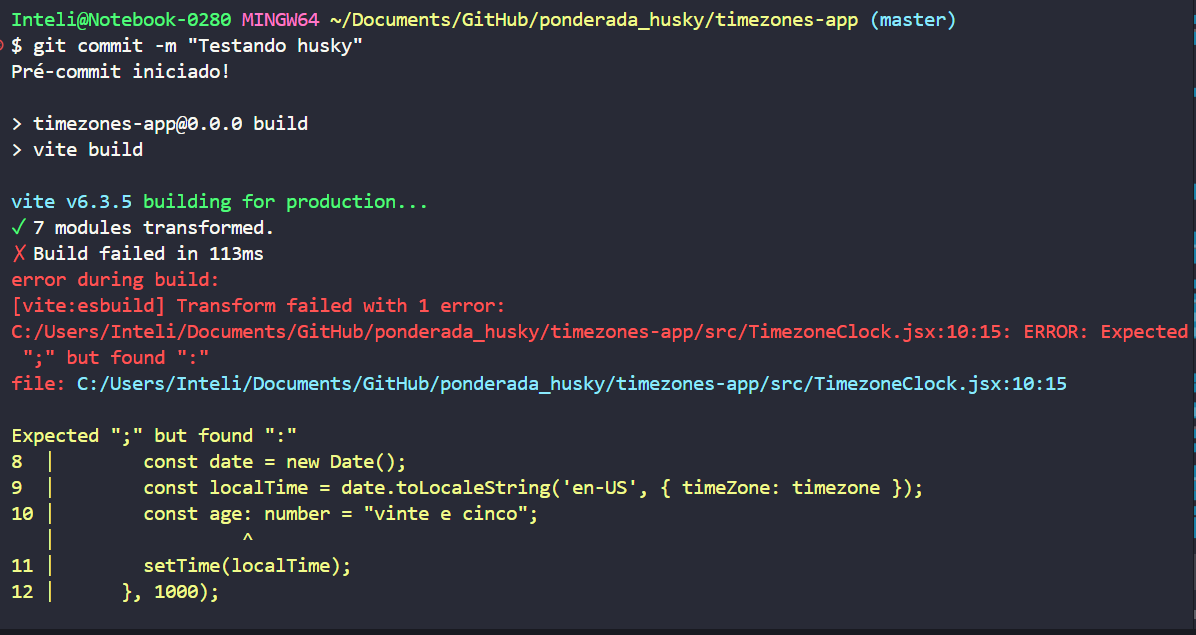 Inteli@Notebook-0280 MINGW64 ~/Documents/GitHub/ponderada_husky/timezones-app (master)
$ git commit -m "Testando husky"
Pré-commit iniciado!
> timezones-app@0.0.0 build
> vite build
vite v6.3.5 building for production...
✓ 7 modules transformed.
✗ Build failed in 113ms
error during build:
[vite:esbuild] Transform failed with 1 error:
C:/Users/Inteli/Documents/GitHub/ponderada_husky/timezones-app/src/TimezoneClock.jsx:10:15: ERROR: Expected
 ";" but found ":"
file: C:/Users/Inteli/Documents/GitHub/ponderada_husky/timezones-app/src/TimezoneClock.jsx:10:15
Expected ";" but found ":"
8  |        const date = new Date();
9  |        const localTime = date.toLocaleString('en-US', { timeZone: timezone });
10 |        const age: number = "vinte e cinco";
   |                 ^
11 |        setTime(localTime);
12 |      }, 1000);